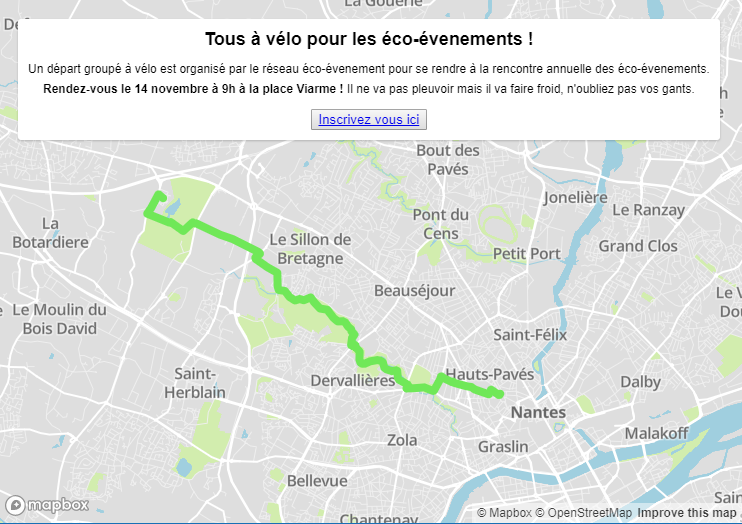 La Gouerie
Tous à vélo pour les éco-évenements !
Un départ groupé à vélo est organisé par le réseau éco-évenement pour se rendre à la rencontre annuelle des éco-évenements.
Rendez-vous le 14 novembre à 9h à la place Viarme ! Il ne va pas pleuvoir mais il va faire froid, n'oubliez pas vos gants.
Inscrivez vous ici
Bout des
Pavés
Jonelière
Le Ranzay
La
Botardiere
Pont du
Cens
Le Sillon de
Bretagne
Petit Port
Grand Clos
Beauséjour
Le Moulin du
Bois David
Saint-Félix
Saint-
Herblain
Dervallières
Hauts-Pavés
Dalby
Nantes
Malakoff
Zola
Graslin
Bellevue
Chantenay
mapbox
© Mapbox © OpenStreetMap Improve this map